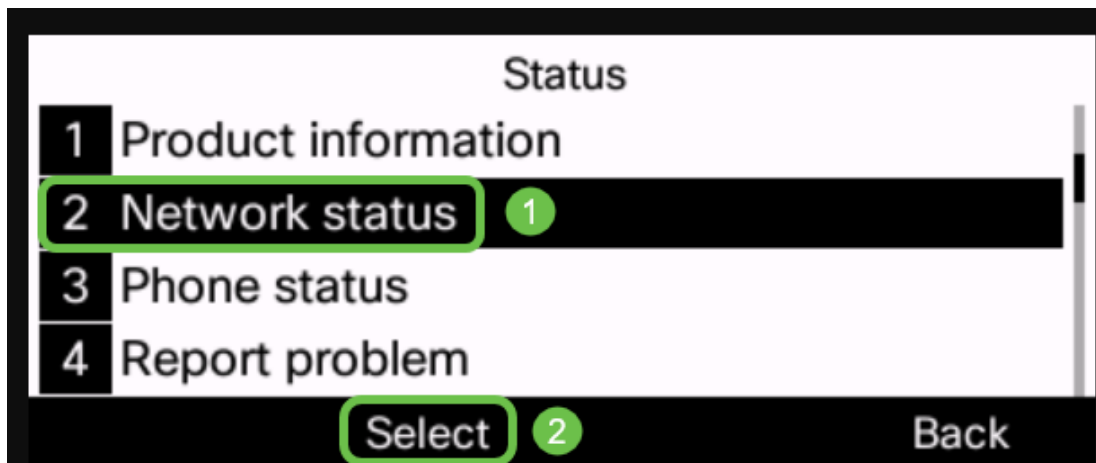 Status
1 Product information
2 Network status 1
3 Phone status
4 Report problem
Select 2 Back